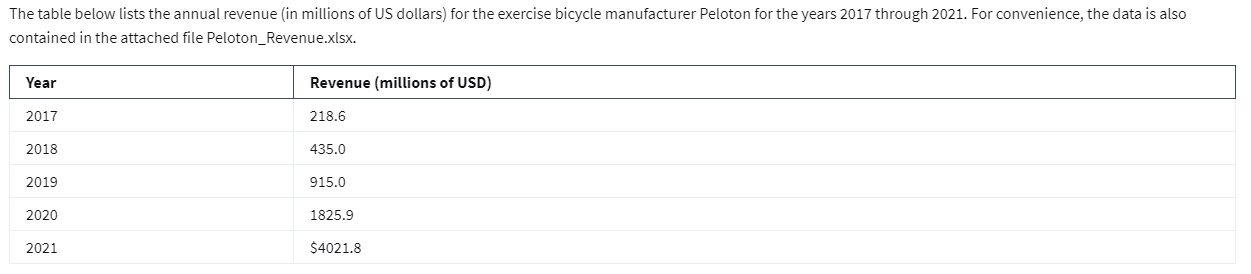 The table below lists the annual revenue (in millions of US dollars) for the exercise bicycle manufacturer Peloton for the years 2017 through 2021. For convenience, the data is also
contained in the attached file Peloton_Revenue.xlsx.
Year Revenue (millions of USD)
2017 218.6
2018 435.0
2019 915.0
2020 1825.9
2021 $4021.8